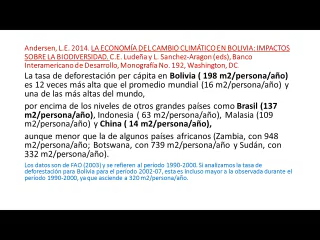 Andersen, L.E. 2014. LA ECONOMÍA DEL CAMBIO CLIMÁTICO EN BOLIVIA: IMPACTOS
SOBRE LA BIODIVERSIDAD. C.E. Ludeña y L. Sanchez-Aragon (eds), Banco
Interamericano de Desarrollo, Monografía No. 192, Washington, DC.
La tasa de deforestación per cápita en Bolivia ( 198 m2/persona/año)
es 12 veces más alta que el promedio mundial (16 m2/persona/año) y
una de las más altas del mundo,
por encima de los niveles de otros grandes países como Brasil (137
m2/persona/año), Indonesia ( 63 m2/persona/año), Malasia (109
m2/persona/año) y China ( 14 m2/persona/año),
aunque menor que la de algunos países africanos (Zambia, con 948
m2/persona/año; Botswana, con 739 m2/persona/año y Sudán, con
332 m2/persona/año).
Los datos son de FAO (2003) y se refieren al período 1990-2000. Si analizamos la tasa de
deforestación para Bolivia para el período 2002-07, esta es incluso mayor a la observada durante el
período 1990-2000, ya que asciende a 320 m2/persona/año.